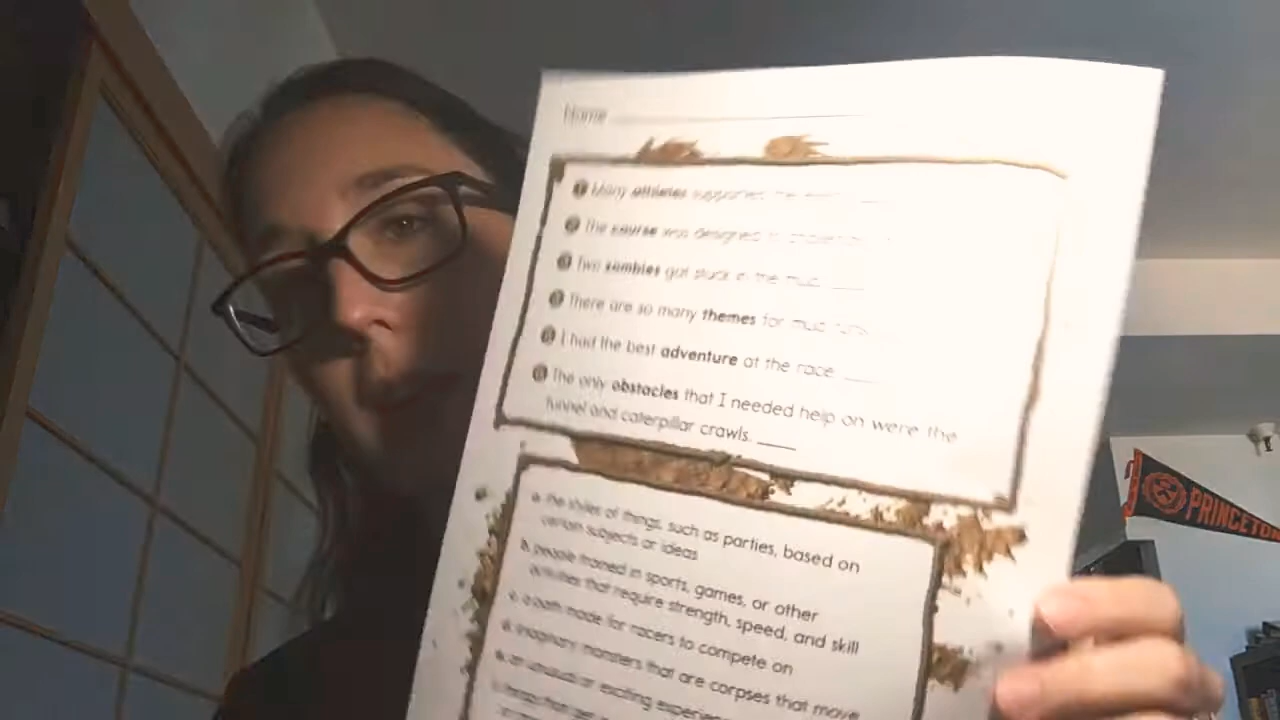 Name
1 Many athletes supported the
2 The course was designed
3 Two zombies got stuck in the mud.
4 There are so many themes for mud runs
5 I had the best adventure at the race.
6 The only obstacles that I needed help on were the
tunnel and caterpillar crawls.
a. the styles of things, such as parties, based on
certain subjects or ideas
b. people trained in sports, games, or other
activities that require strength, speed, and skill
c. a path made for racers to compete on
d. imaginary monsters that are corpses that move
e. an unusual or exciting
f. things that get
PRINCETON